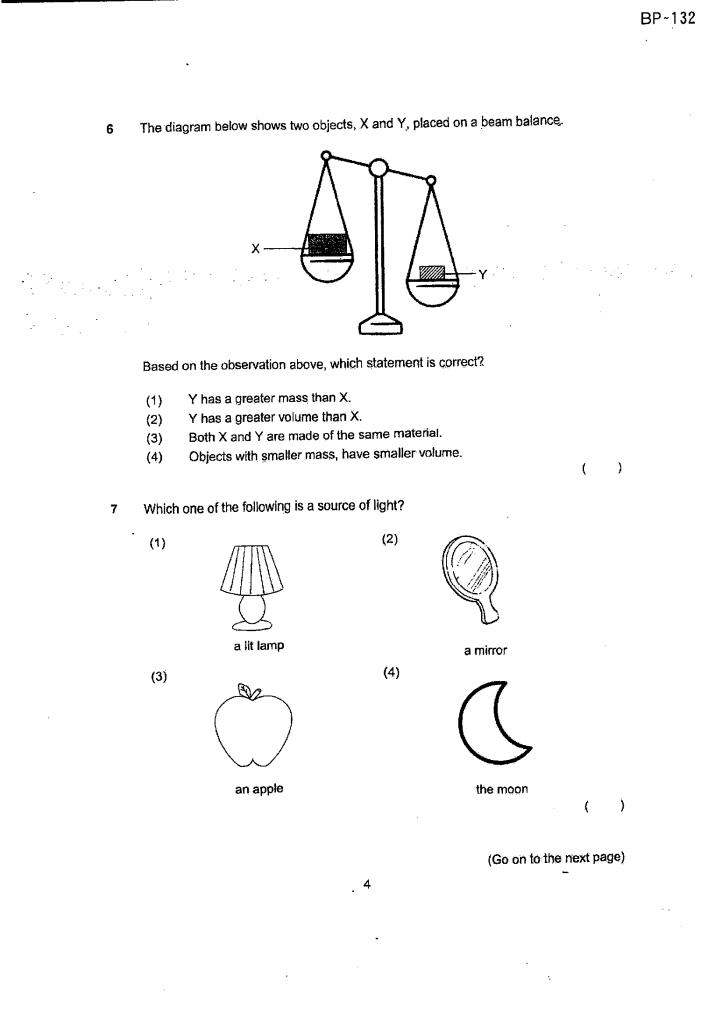 BP-132
6 The diagram below shows two objects, X and Y, placed on a beam balance.
X
Y
Based on the observation above, which statement is correct?
(1) Y has a greater mass than X.
(2) Y has a greater volume than X.
(3) Both X and Y are made of the same material.
(4) Objects with smaller mass, have smaller volume.
( )
7 Which one of the following is a source of light?
(1) (2)
a lit lamp a mirror
(3) (4)
an apple the moon
( )
(Go on to the next page)
4